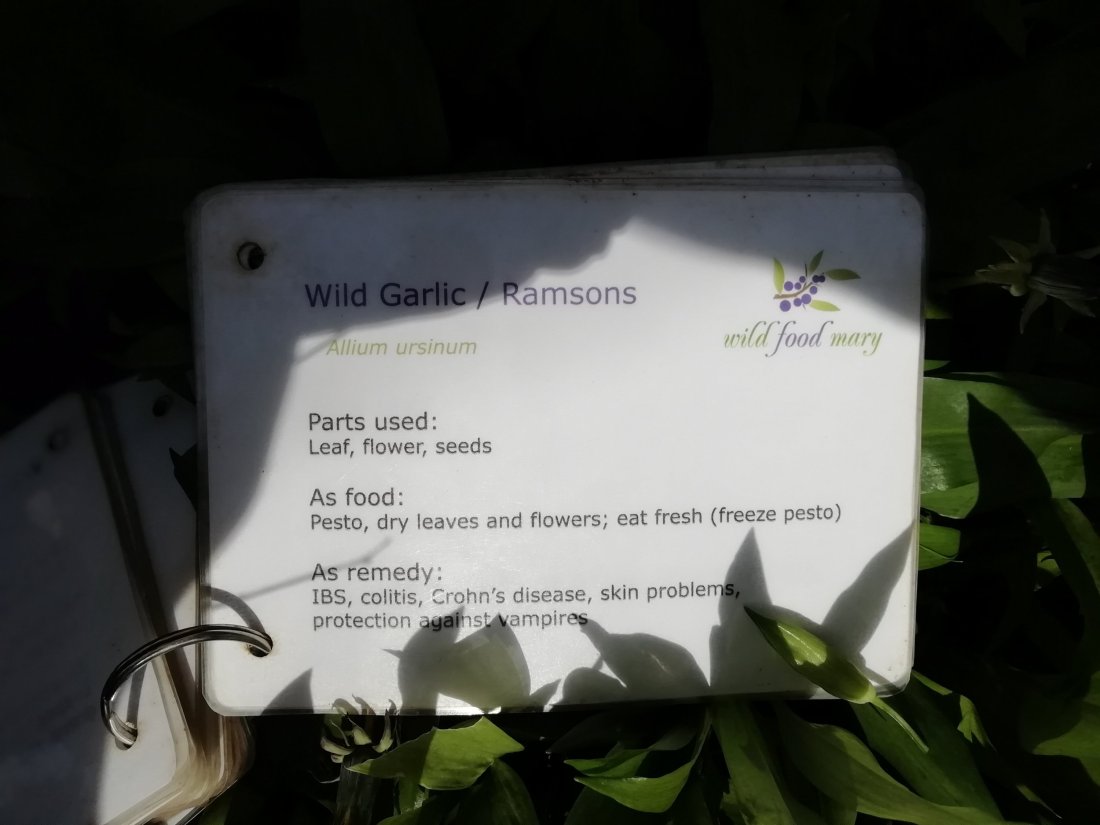 Wild Garlic / Ramsons
Allium ursinum
wild food mary
Parts used:
Leaf, flower, seeds
As food:
Pesto, dry leaves and flowers; eat fresh (freeze pesto)
As remedy:
IBS, colitis, Crohn's disease, skin problems,
protection against vampires